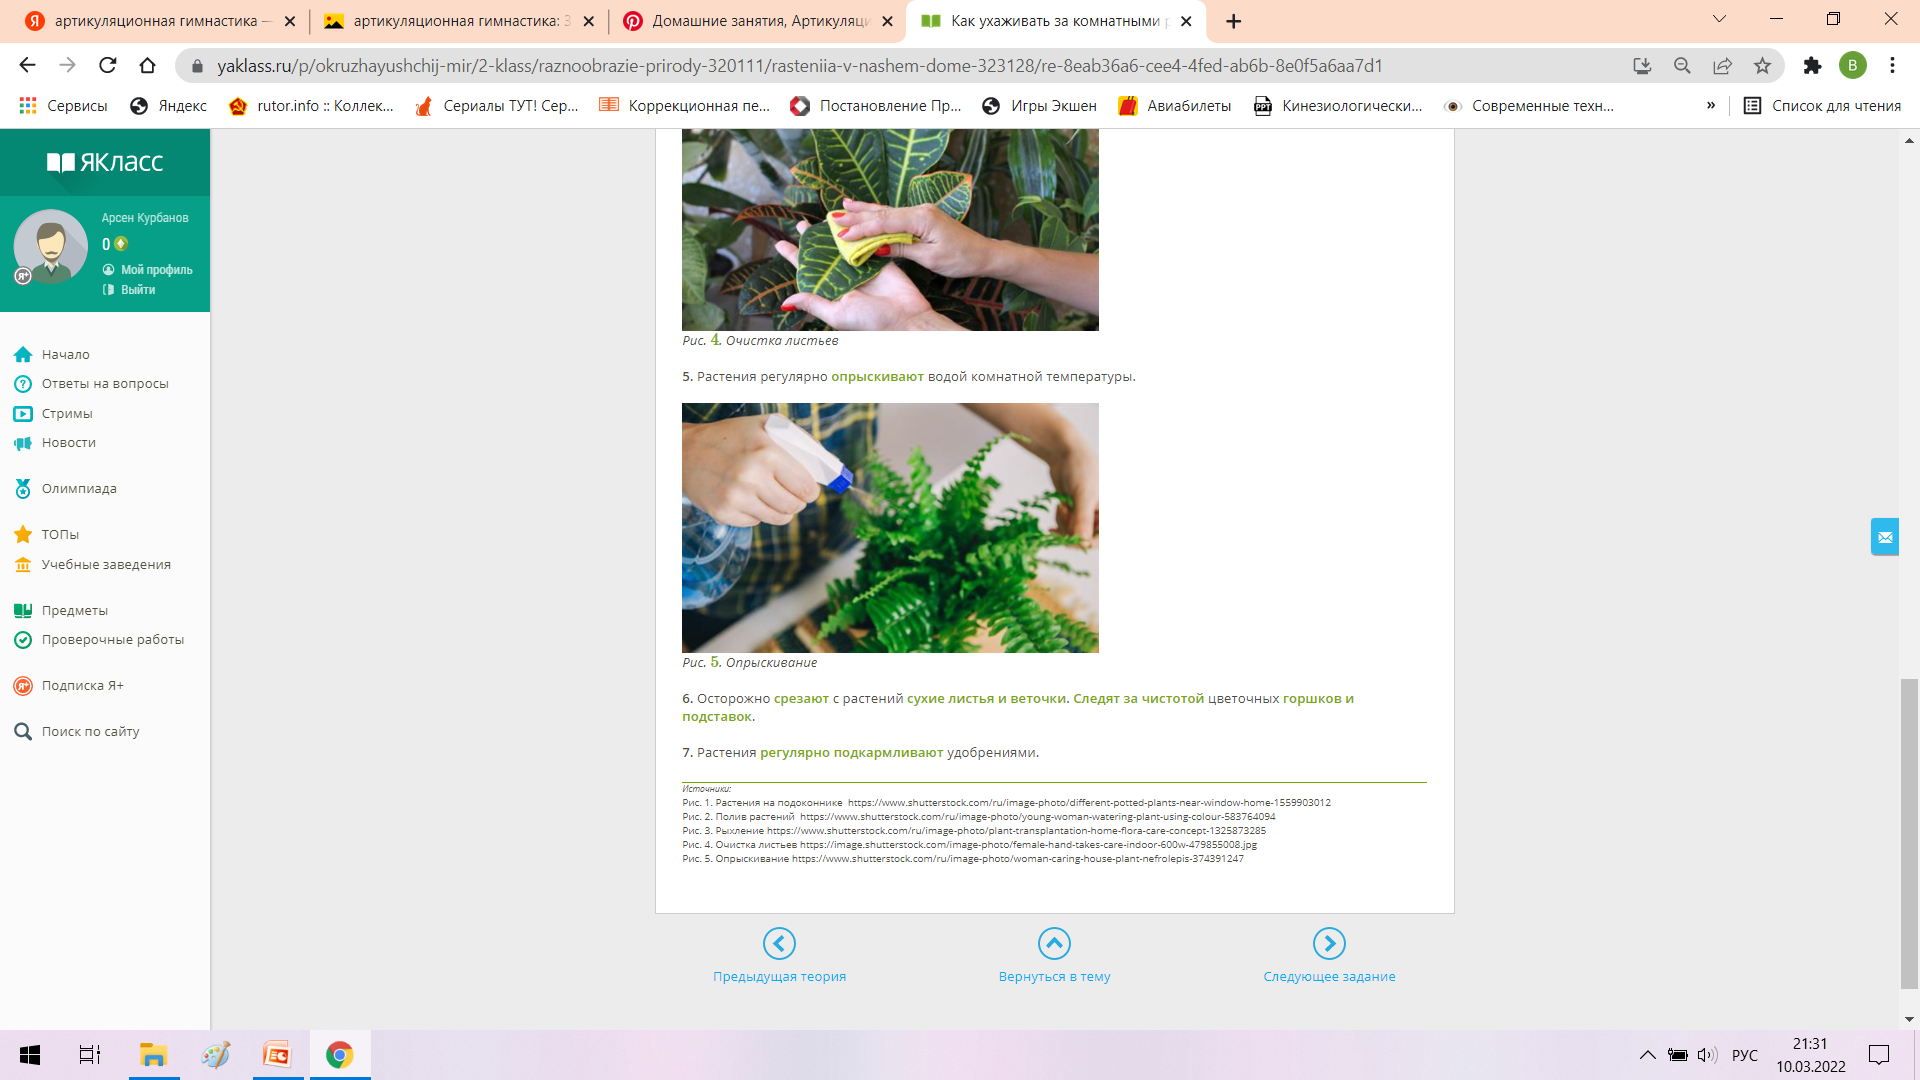 артикуляционная гимнастика —
артикуляционная гимнастика: З
Домашние занятия, Артикуляци
Как ухаживать за комнатными р
yaklass.ru/p/okruzhayushchij-mir/2-klass/raznoobrazie-prirody-320111/rasteniia-v-nashem-dome-323128/re-8eab36a6-cee4-4fed-ab6b-8e0f5a6aa7d1
B
Сервисы
Яндекс
rutor.info :: Коллек...
Сериалы ТУТ! Сер...
Коррекционная пе...
Постановление Пр...
Игры Экшен
Авиабилеты
Кинезиологически...
Современные техн...
»
Список для чтения
ЯКласс
Арсен Курбанов
0
Я+
Мой профиль
Выйти
Начало
Ответы на вопросы
Стримы
Новости
Олимпиада
ТОПы
Учебные заведения
Предметы
Проверочные работы
Подписка Я+
Поиск по сайту
Рис. 4. Очистка листьев
5. Растения регулярно опрыскивают водой комнатной температуры.
Рис. 5. Опрыскивание
6. Осторожно срезают с растений сухие листья и веточки. Следят за чистотой цветочных горшков и
подставок.
7. Растения регулярно подкармливают удобрениями.
Источники:
Рис. 1. Растения на подоконнике https://www.shutterstock.com/ru/image-photo/different-potted-plants-near-window-home-1559903012
Рис. 2. Полив растений https://www.shutterstock.com/ru/image-photo/young-woman-watering-plant-using-colour-583764094
Рис. 3. Рыхление https://www.shutterstock.com/ru/image-photo/plant-transplantation-home-flora-care-concept-1325873285
Рис. 4. Очистка листьев https://image.shutterstock.com/image-photo/female-hand-takes-care-indoor-600w-479855008.jpg
Рис. 5. Опрыскивание https://www.shutterstock.com/ru/image-photo/woman-caring-house-plant-nefrolepis-374391247
Предыдущая теория
Вернуться в тему
Следующее задание
РУС
21:31
10.03.2022